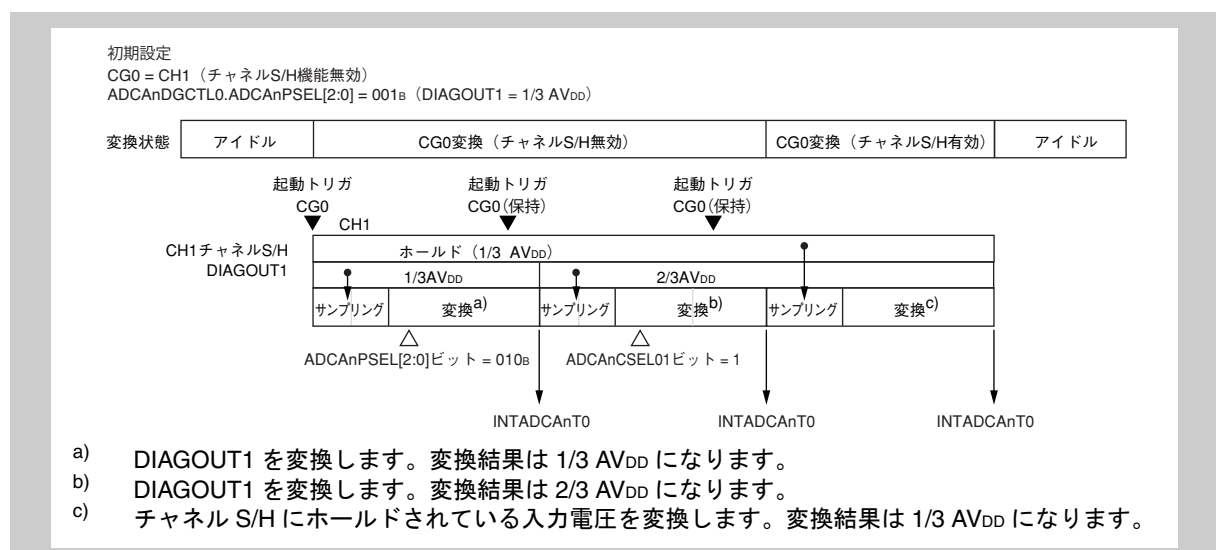 初期設定
CG0 = CH1（チャネルS/H機能無効）
ADCAnDGCTL0.ADCAnPSEL[2:0] = 001B（DIAGOUT1 = 1/3 AVDD）
変換状態 アイドル CG0変換（チャネルS/H無効） CG0変換（チャネルS/H有効） アイドル
起動トリガ 起動トリガ 起動トリガ
CG0 CG0（保持） CG0（保持）
CH1
CH1チャネルS/H ホールド（1/3 AVDD）
DIAGOUT1 1/3AVDD 2/3AVDD
サンプリング 変換a) サンプリング 変換b) サンプリング 変換c)
ADCAnPSEL[2:0]ビット = 010B ADCAnCSEL01ビット = 1
INTADCAnT0 INTADCAnT0 INTADCAnT0
a) DIAGOUT1 を変換します。変換結果は 1/3 AVDD になります。
b) DIAGOUT1 を変換します。変換結果は 2/3 AVDD になります。
c) チャネル S/H にホールドされている入力電圧を変換します。変換結果は 1/3 AVDD になります。